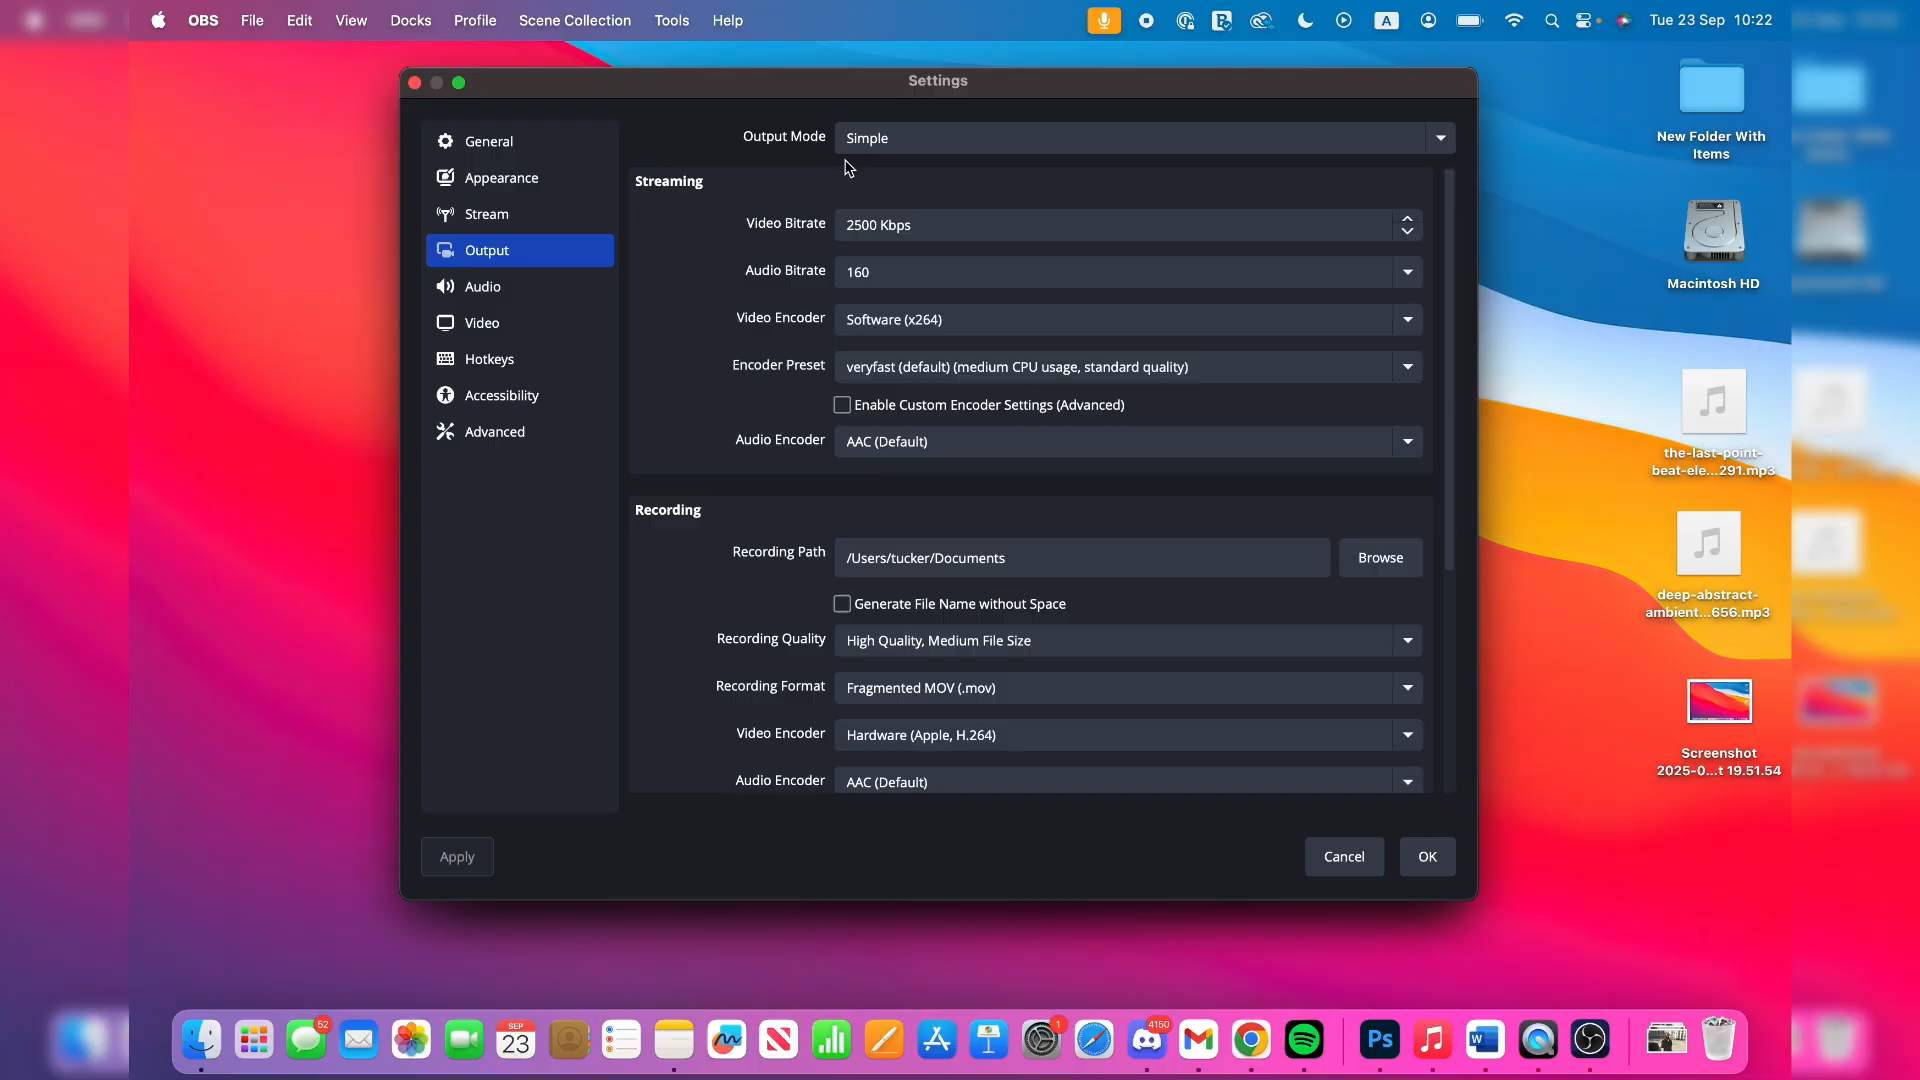 OBS File Edit View Docks Profile Scene Collection Tools Help A Tue 23 Sep 10:22
Settings
General
Appearance
Stream
Output
Audio
Video
Hotkeys
Accessibility
Advanced
Output Mode Simple
Streaming
Video Bitrate 2500 Kbps
Audio Bitrate 160
Video Encoder Software (x264)
Encoder Preset veryfast (default) (medium CPU usage, standard quality)
Enable Custom Encoder Settings (Advanced)
Audio Encoder AAC (Default)
Recording
Recording Path /Users/tucker/Documents Browse
Generate File Name without Space
Recording Quality High Quality, Medium File Size
Recording Format Fragmented MOV (.mov)
Video Encoder Hardware (Apple, H.264)
Audio Encoder AAC (Default)
Apply Cancel OK
New Folder With
Items
Macintosh HD
the-last-point-
beat-ele...291.mp3
deep-abstract-
ambient...656.mp3
Screenshot
2025-0...t 19.51.54
52
SEP
23
1
4150
Ps
W